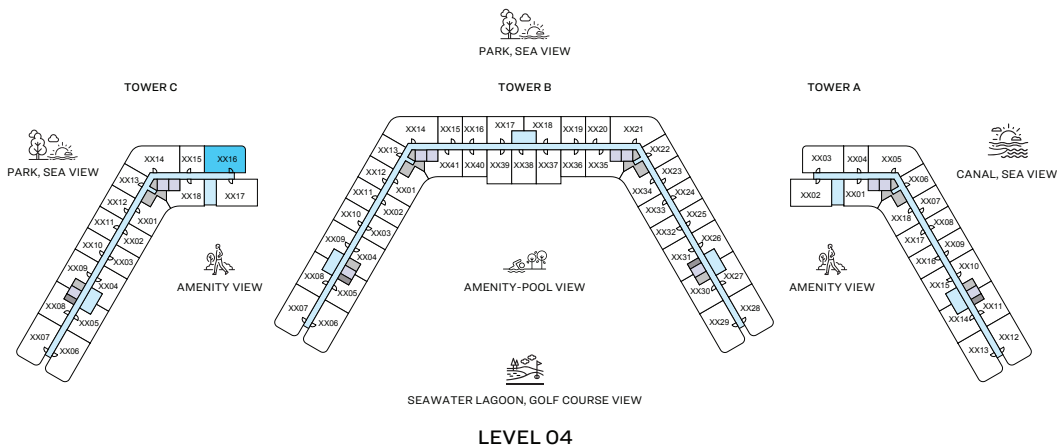 PARK, SEA VIEW
TOWER C
TOWER B
TOWER A
PARK, SEA VIEW
CANAL, SEA VIEW
XX14
XX15
XX16
XX13
XX18
XX17
XX12
XX01
XX11
XX02
XX10
XX03
XX09
XX04
XX08
XX05
XX07
XX06
AMENITY VIEW
XX14
XX15
XX16
XX17
XX18
XX19
XX20
XX21
XX13
XX41
XX40
XX39
XX38
XX37
XX36
XX35
XX22
XX12
XX01
XX34
XX23
XX11
XX02
XX33
XX24
XX10
XX03
XX32
XX25
XX09
XX04
XX31
XX26
XX08
XX05
XX30
XX27
XX07
XX06
XX29
XX28
AMENITY-POOL VIEW
XX03
XX04
XX05
XX02
XX01
XX06
XX18
XX07
XX17
XX08
XX16
XX09
XX15
XX10
XX14
XX11
XX13
XX12
AMENITY VIEW
SEAWATER LAGOON, GOLF COURSE VIEW
LEVEL 04